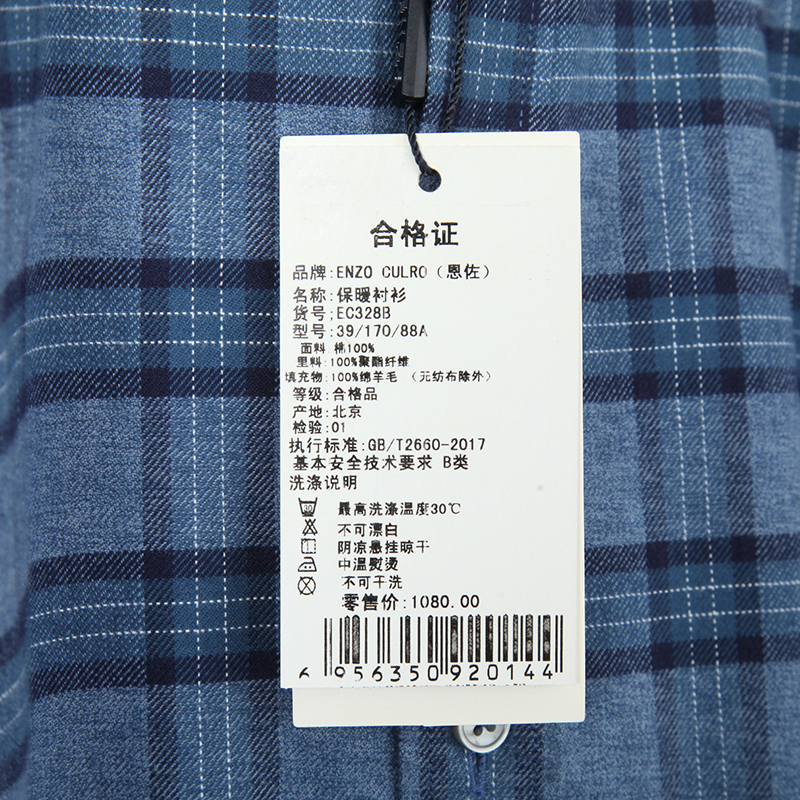 合格证
品牌:ENZO CULRO(恩佐)
名称:保暖衬衫
货号:EC328B
型号:39/170/88A
面料:棉100%
里料:100%聚酯纤维
填充物:100%绵羊毛 (元纺布除外)
等级:合格品
产地:北京
检验:01
执行标准:GB/T2660-2017
基本安全技术要求 B类
洗涤说明
30 最高洗涤温度30℃
不可漂白
阴凉悬挂晾干
中温熨烫
不可干洗
零售价:1080.00
6 956350 920144